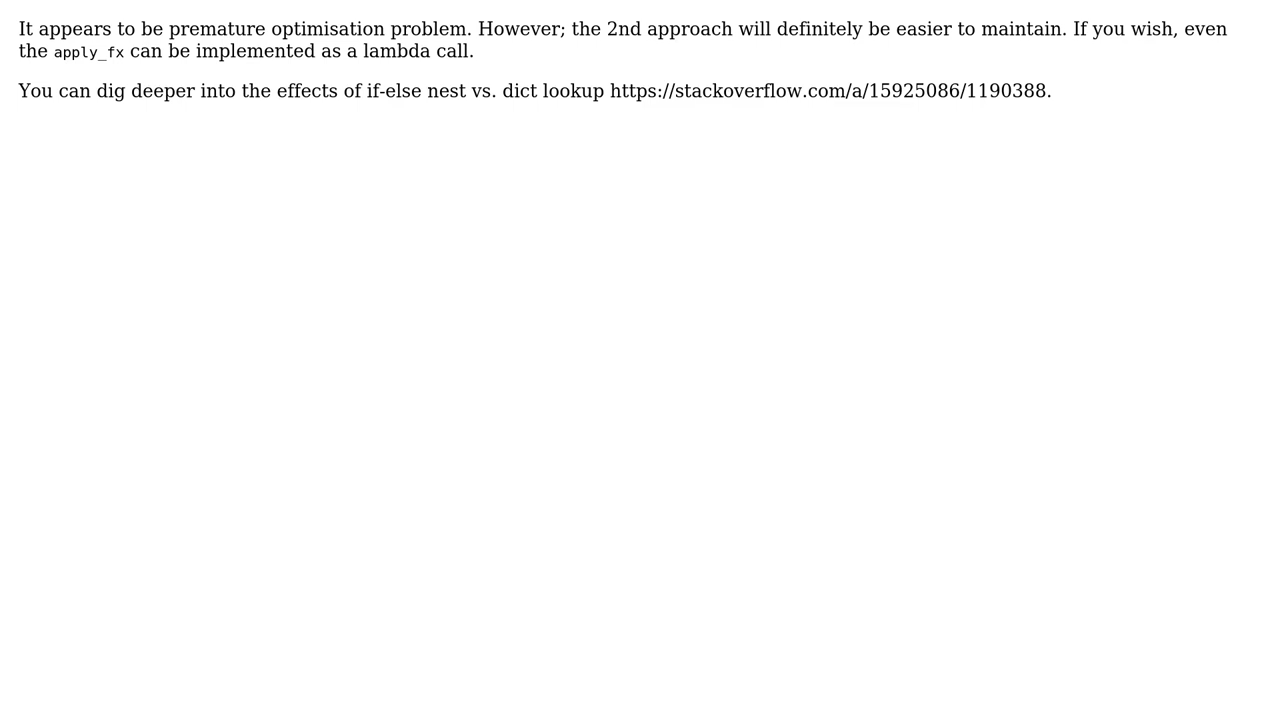 It appears to be premature optimisation problem. However; the 2nd approach will definitely be easier to maintain. If you wish, even
the apply_fx can be implemented as a lambda call.
You can dig deeper into the effects of if-else nest vs. dict lookup https://stackoverflow.com/a/15925086/1190388.